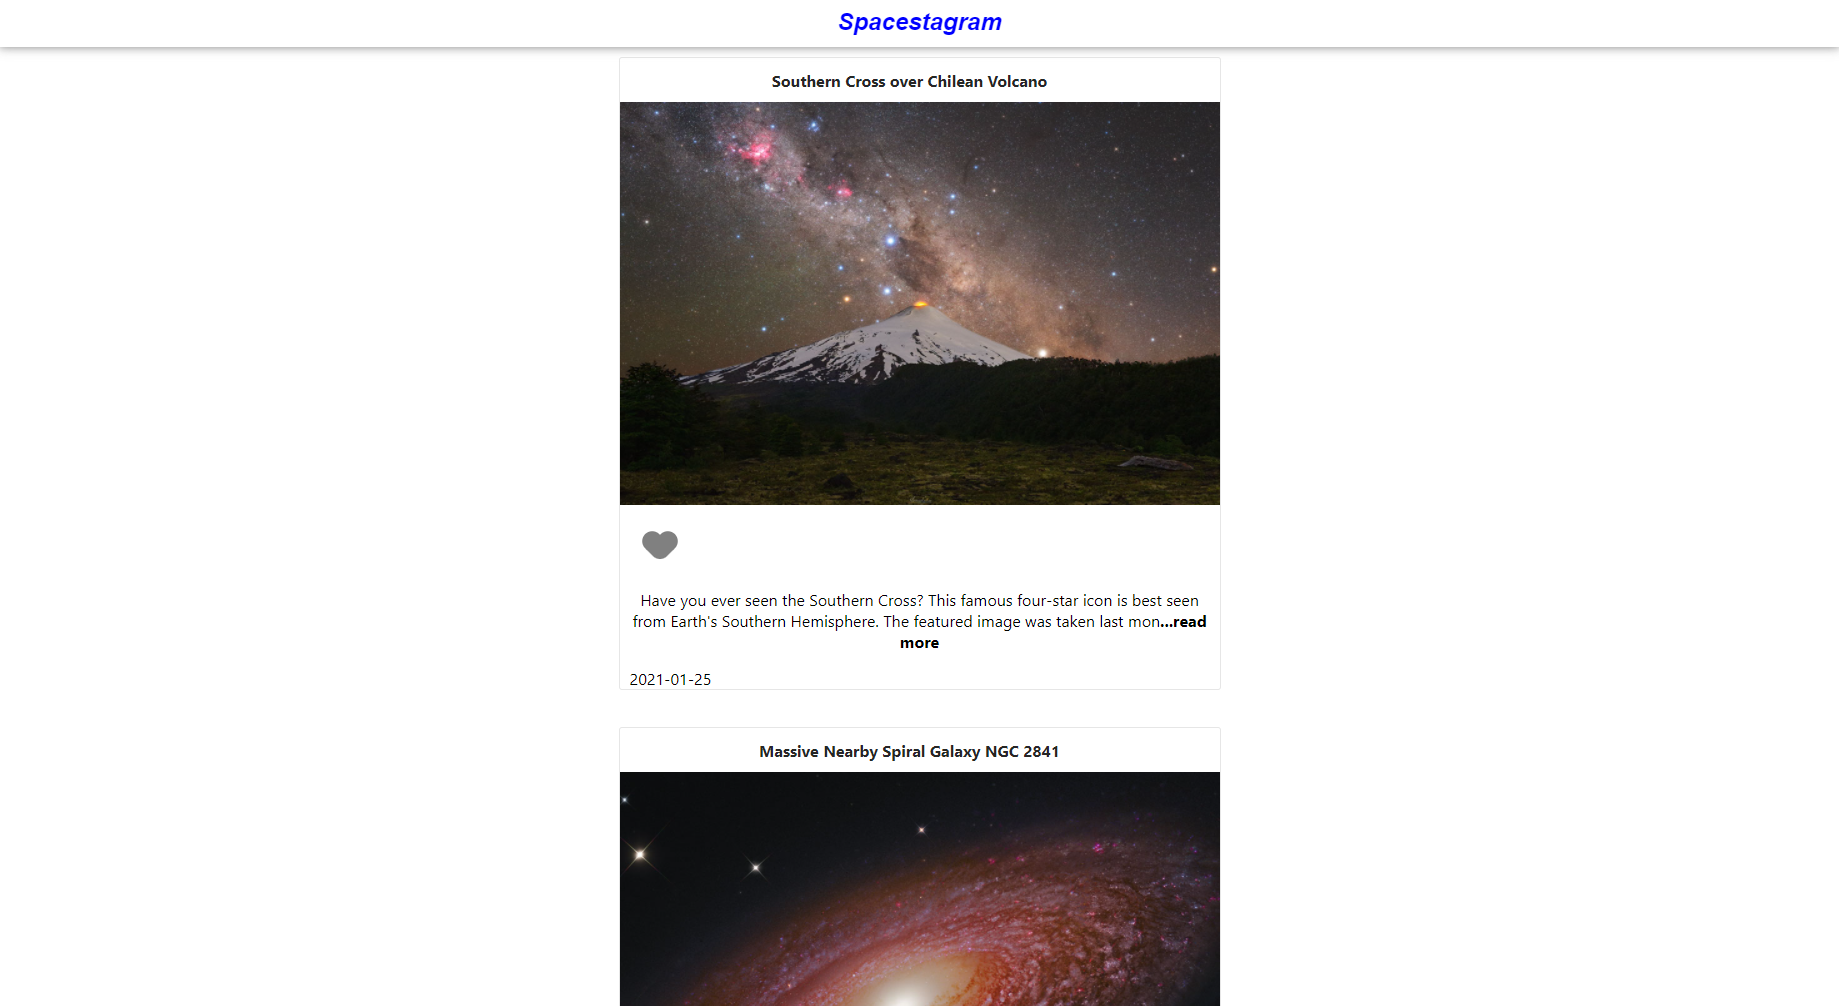 Spacestagram
Southern Cross over Chilean Volcano
Have you ever seen the Southern Cross? This famous four-star icon is best seen
from Earth's Southern Hemisphere. The featured image was taken last mon...read
more
2021-01-25
Massive Nearby Spiral Galaxy NGC 2841